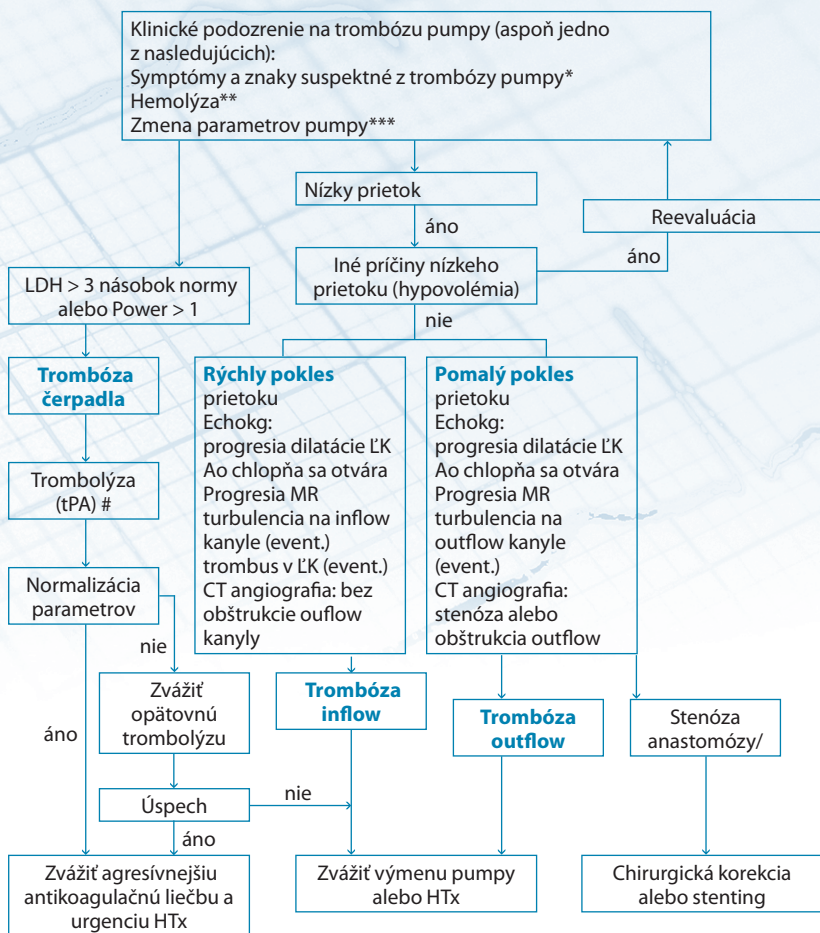 Klinické podozrenie na trombózu pumpy (aspoň jedno
z nasledujúcich):
Symptómy a znaky suspektné z trombózy pumpy*
Hemolýza**
Zmena parametrov pumpy***
Nízky prietok
áno
Reevaluácia
Iné príčiny nízkeho
prietoku (hypovolémia)
áno
nie
LDH > 3 násobok normy
alebo Power > 1
Trombóza
čerpadla
Trombolýza
(tPA) #
Normalizácia
parametrov
nie
áno
Zvážiť
opätovnú
trombolýzu
Úspech
nie
áno
Zvážiť agresívnejšiu
antikoagulačnú liečbu a
urgenciu HTx
Rýchly pokles
prietoku
Echokg:
progresia dilatácie ĽK
Ao chlopňa sa otvára
Progresia MR
turbulencia na inflow
kanyle (event.)
trombus v ĽK (event.)
CT angiografia: bez
obštrukcie ouflow
kanyly
Trombóza
inflow
Pomalý pokles
prietoku
Echokg:
progresia dilatácie ĽK
Ao chlopňa sa otvára
Progresia MR
turbulencia na
outflow kanyle
(event.)
CT angiografia:
stenóza alebo
obštrukcia outflow
Trombóza
outflow
Stenóza
anastomózy/
Zvážiť výmenu pumpy
alebo HTx
Chirurgická korekcia
alebo stenting